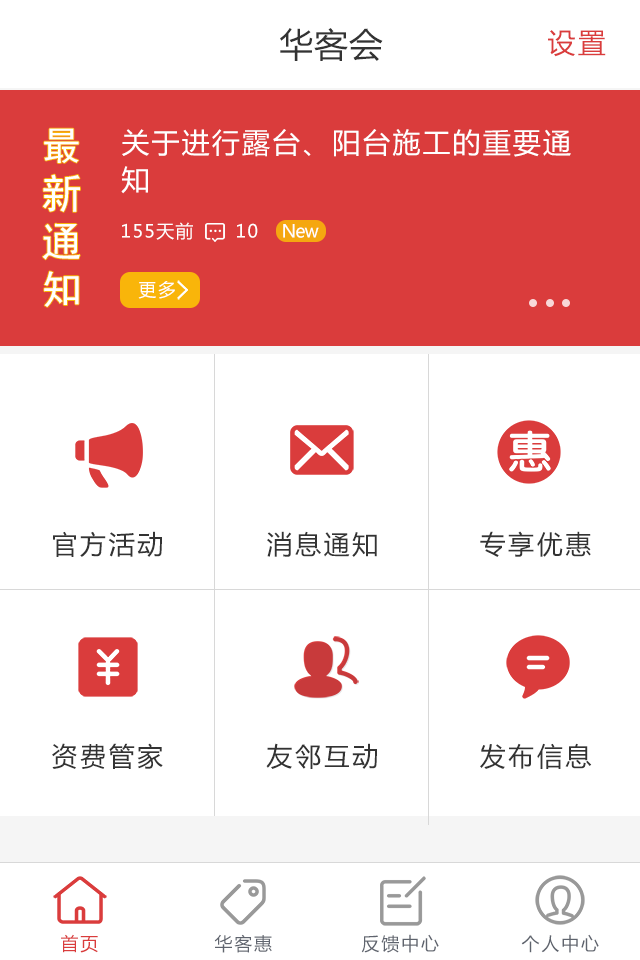 华客会
设置
最新通知
关于进行露台、阳台施工的重要通
知
155天前 10 New
更多
惠
官方活动 消息通知 专享优惠
¥
资费管家 友邻互动 发布信息
首页 华客惠 反馈中心 个人中心